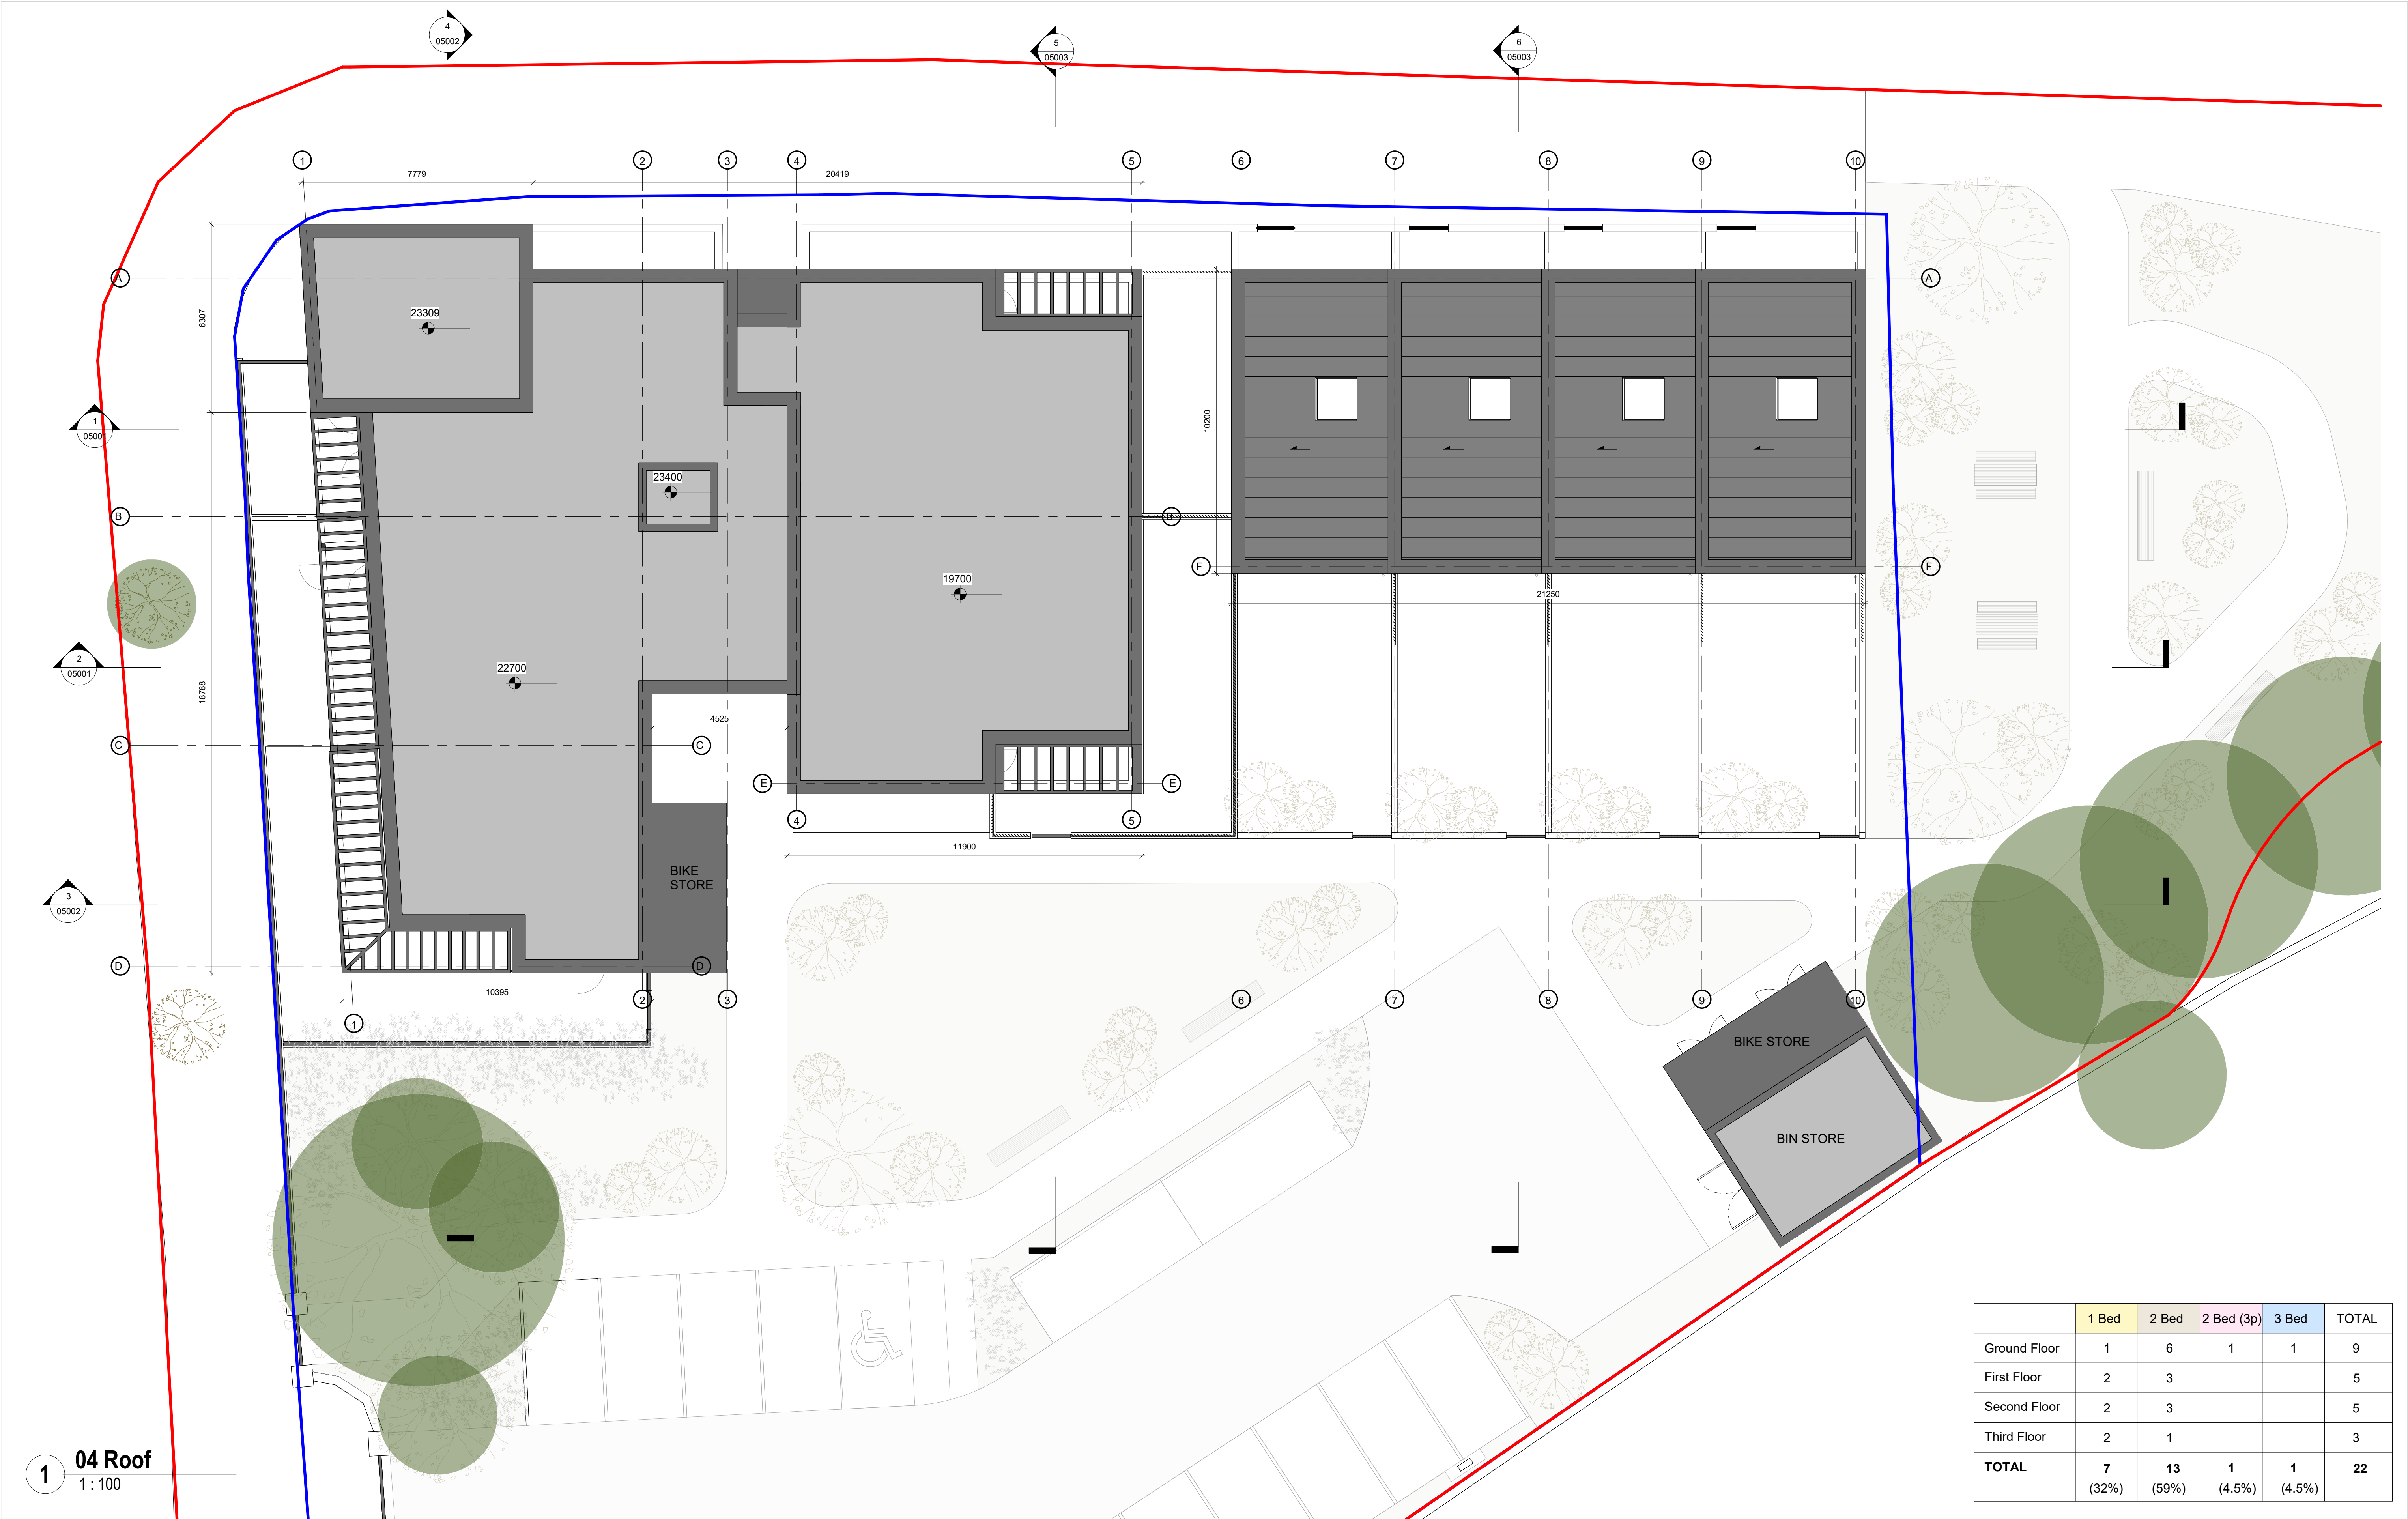 4
05002
5
05003
6
05003
1
2
3
4
5
6
7
8
9
10
7779
20419
A
A
6307
23309
10200
1
05001
23400
B
B
F
F
19700
21250
2
05001
22700
18788
4525
C
C
E
E
4
5
11900
BIKE
STORE
3
05002
D
D
10395
1
2
3
6
7
8
9
10
BIKE STORE
BIN STORE
1 Bed 2 Bed 2 Bed (3p) 3 Bed TOTAL
Ground Floor 1 6 1 1 9
First Floor 2 3 5
Second Floor 2 3 5
Third Floor 2 1 3
TOTAL 7 13 1 1 22
(32%) (59%) (4.5%) (4.5%)
1 04 Roof
1 : 100